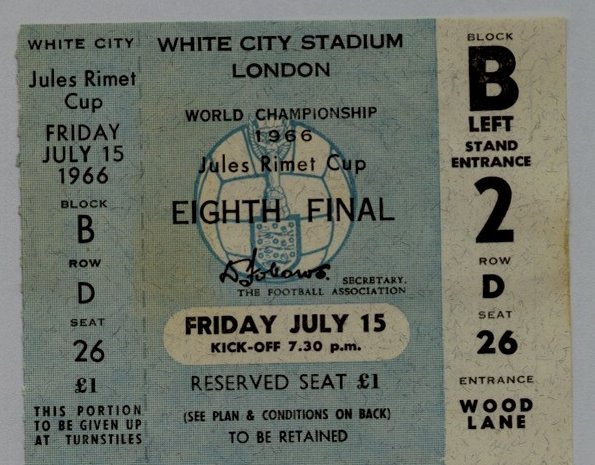 WHITE CITY
Jules Rimet
Cup
FRIDAY
JULY 15
1966
BLOCK
B
ROW
D
SEAT
26
£1
THIS PORTION
TO BE GIVEN UP
AT TURNSTILES
WHITE CITY STADIUM
LONDON
WORLD CHAMPIONSHIP
1966
Jules Rimet Cup
EIGHTH FINAL
D Follows.
SECRETARY.
THE FOOTBALL ASSOCIATION
FRIDAY JULY 15
KICK-OFF 7.30 p.m.
RESERVED SEAT £1
(SEE PLAN & CONDITIONS ON BACK)
TO BE RETAINED
BLOCK
B
LEFT
STAND
ENTRANCE
2
ROW
D
SEAT
26
ENTRANCE
WOOD
LANE